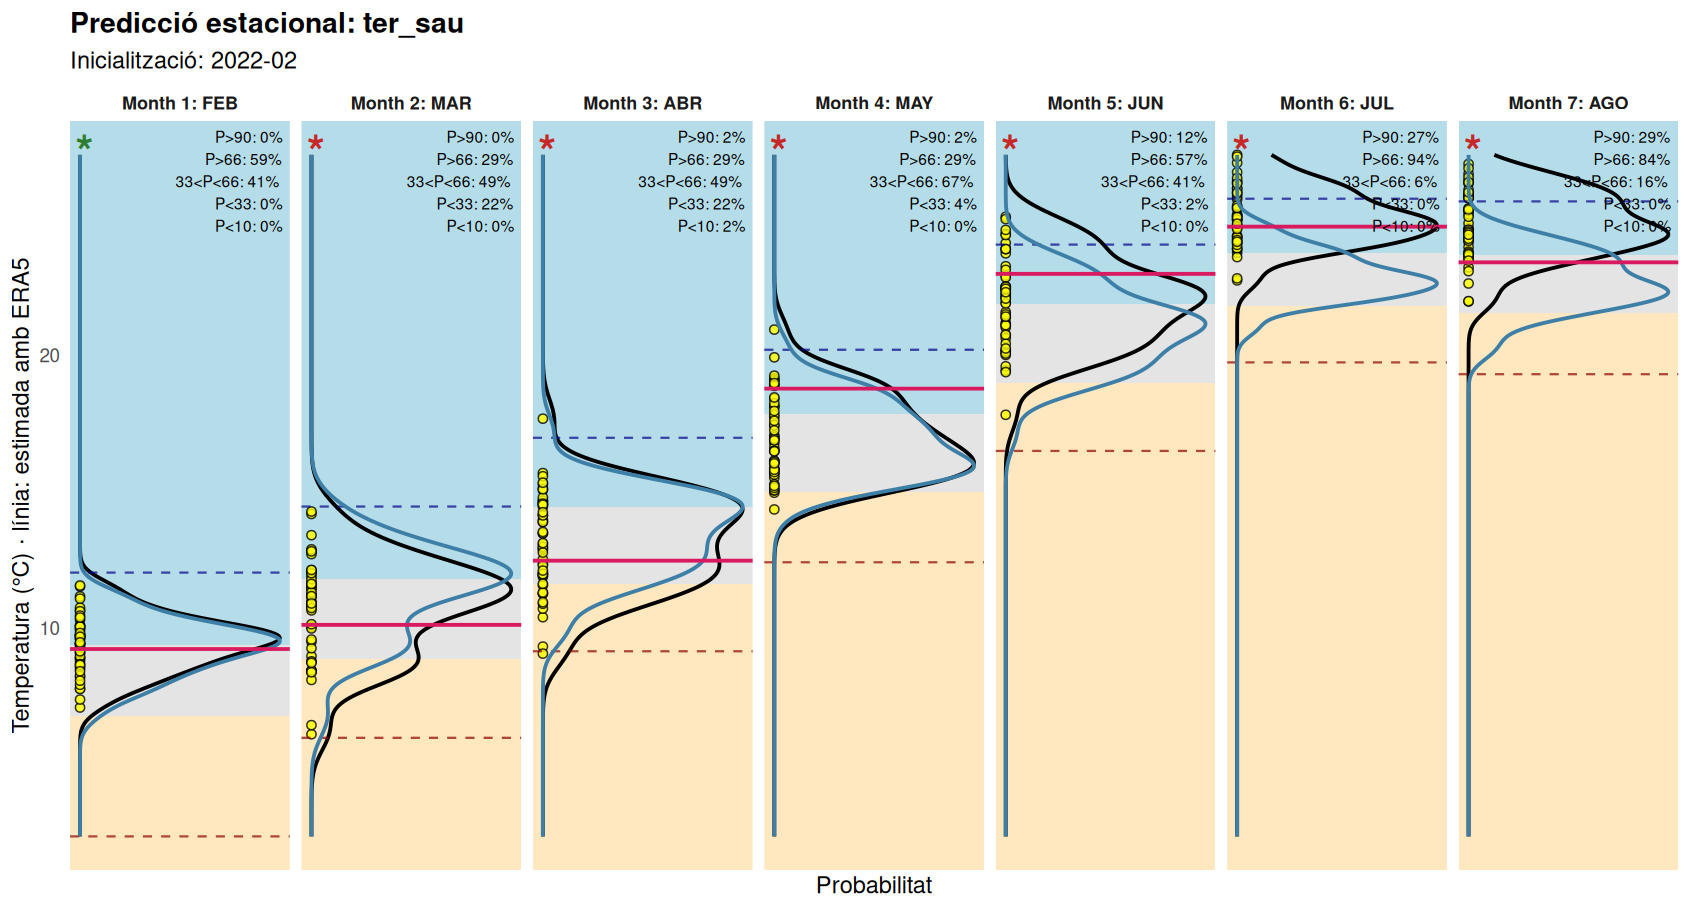 Predicció estacional: ter_sau
Inicialització: 2022-02
Month 1: FEB
Month 2: MAR
Month 3: ABR
Month 4: MAY
Month 5: JUN
Month 6: JUL
Month 7: AGO
*
P>90: 0%
P>66: 59%
33<P<66: 41%
P<33: 0%
P<10: 0%
*
P>90: 0%
P>66: 29%
33<P<66: 49%
P<33: 22%
P<10: 0%
*
P>90: 2%
P>66: 29%
33<P<66: 49%
P<33: 22%
P<10: 2%
*
P>90: 2%
P>66: 29%
33<P<66: 67%
P<33: 4%
P<10: 0%
*
P>90: 12%
P>66: 57%
33<P<66: 41%
P<33: 2%
P<10: 0%
*
P>90: 27%
P>66: 94%
33<P<66: 6%
P<33: 0%
P<10: 0%
*
P>90: 29%
P>66: 84%
33<P<66: 16%
P<33: 0%
P<10: 0%
20
10
Temperatura (°C) · línia: estimada amb ERA5
Probabilitat